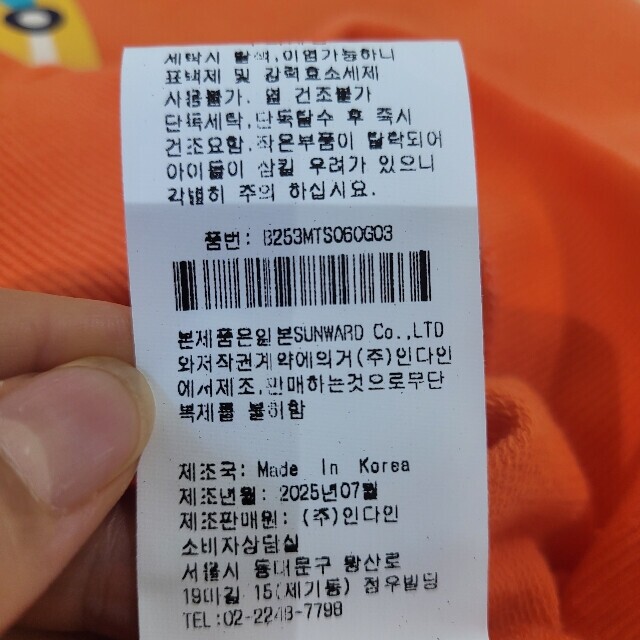 세탁시 탈색,이염가능하니
표백제 및 강력효소세제
사용불가. 열 건조불가
단독세탁,단독탈수 후 즉시
건조요함.작은부품이 탈락되어
아이들이 삼킬 우려가 있으니
각별히 주의 하십시요.
품번: B253MTS060G03
본제품은일본SUNWARD Co.,LTD
와저작권계약에의거(주)인다인
에서제조,판매하는것으로무단
복제를 불허함
제조국: Made In Korea
제조년월: 2025년07월
제조판매원: (주)인다인
소비자상담실
서울시 동대문구 왕산로
19마길 15(제기동) 정우빌딩
TEL:02-2248-7798